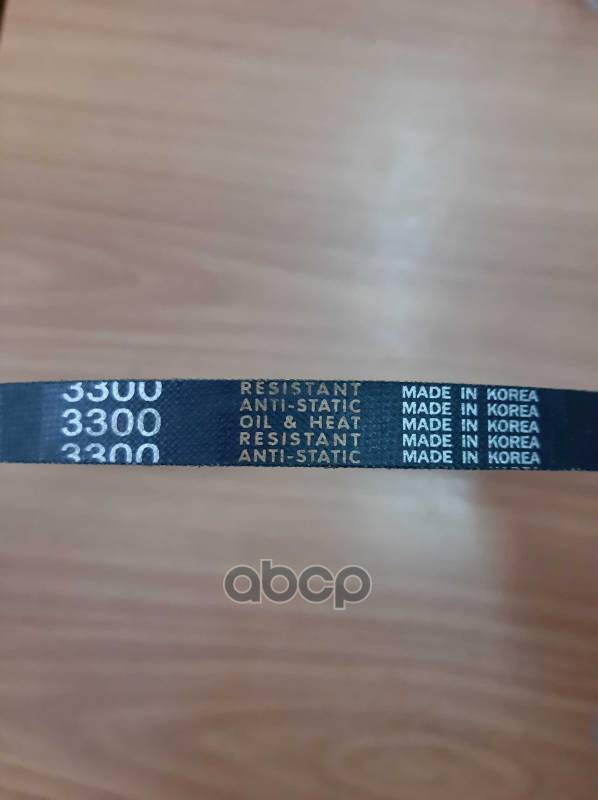 3300 RESISTANT MADE IN KOREA
ANTI-STATIC MADE IN KOREA
3300 OIL & HEAT MADE IN KOREA
RESISTANT MADE IN KOREA
3300 ANTI-STATIC MADE IN KOREA
abcp